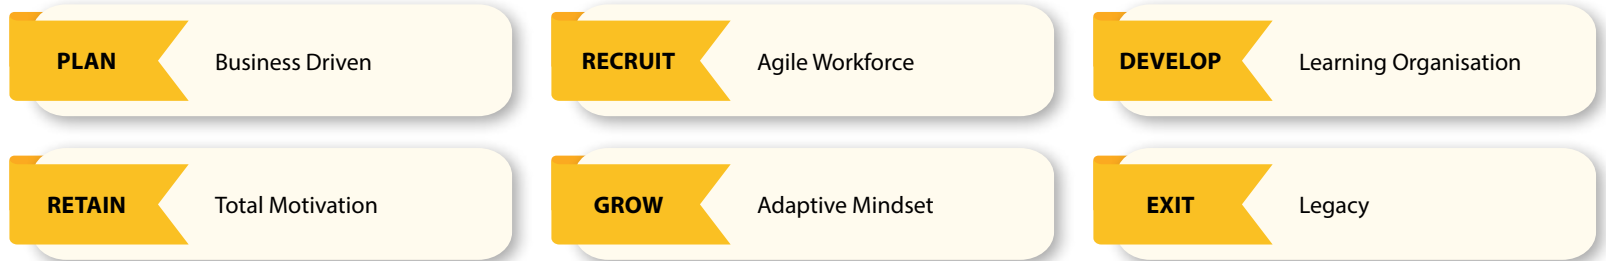 PLAN Business Driven
RECRUIT Agile Workforce
DEVELOP Learning Organisation
RETAIN Total Motivation
GROW Adaptive Mindset
EXIT Legacy